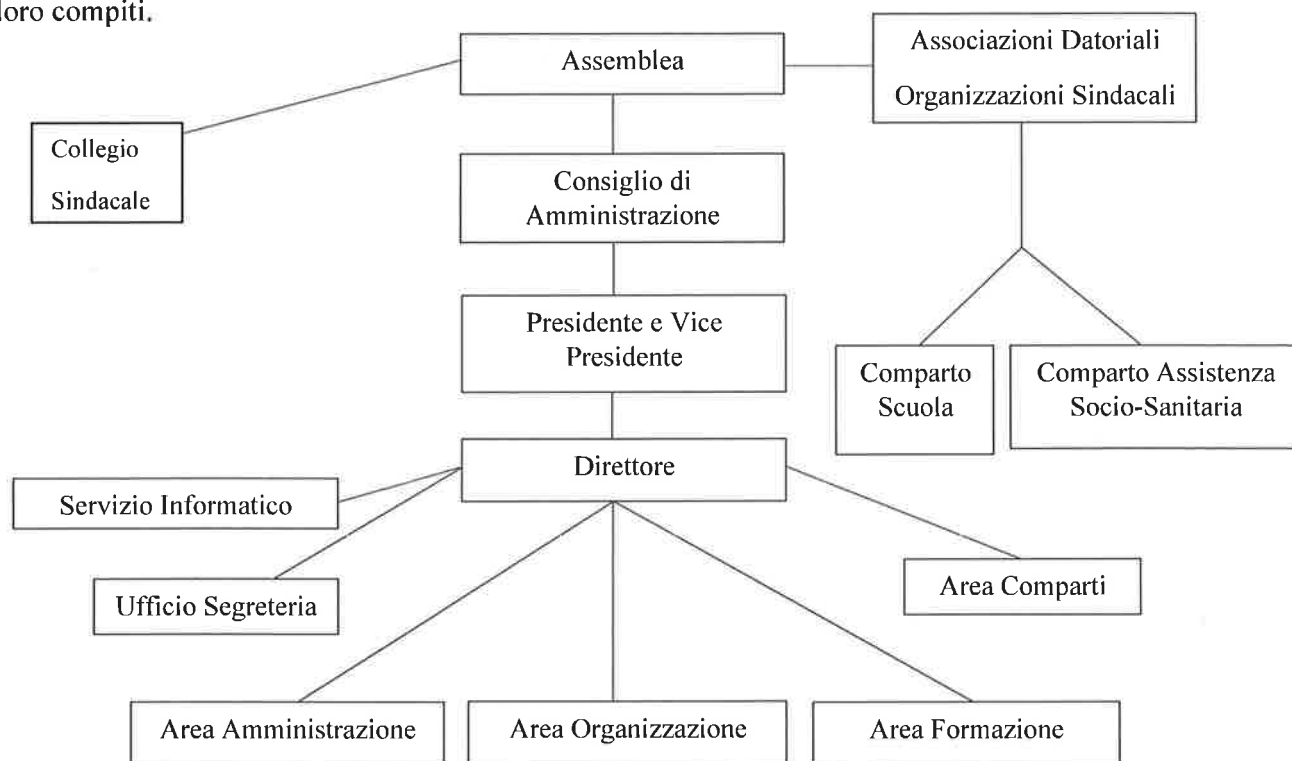 loro compiti.
Assemblea
Associazioni Datoriali
Organizzazioni Sindacali
Collegio
Sindacale
Consiglio di
Amministrazione
Presidente e Vice
Presidente
Comparto
Scuola
Comparto Assistenza
Socio-Sanitaria
Direttore
Servizio Informatico
Ufficio Segreteria
Area Comparti
Area Amministrazione
Area Organizzazione
Area Formazione